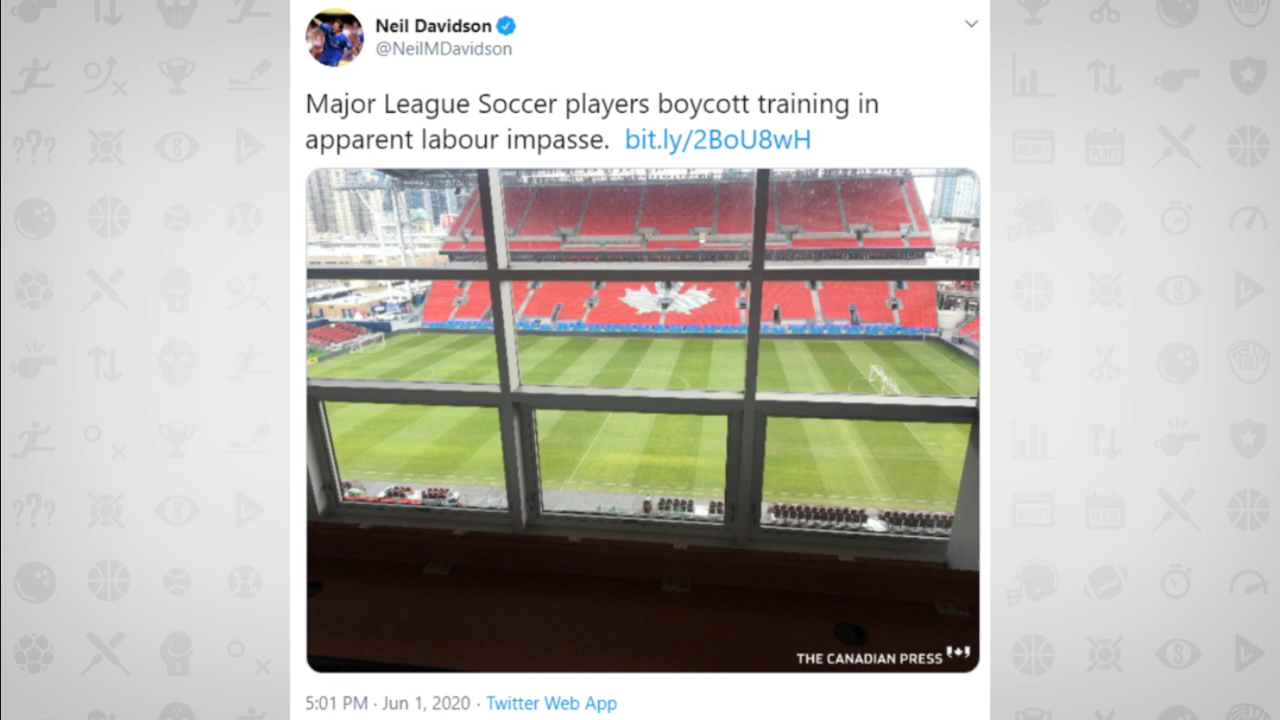 Neil Davidson
@NeilMDavidson
Major League Soccer players boycott training in
apparent labour impasse. bit.ly/2BoU8wH
THE CANADIAN PRESS
5:01 PM · Jun 1, 2020 · Twitter Web App